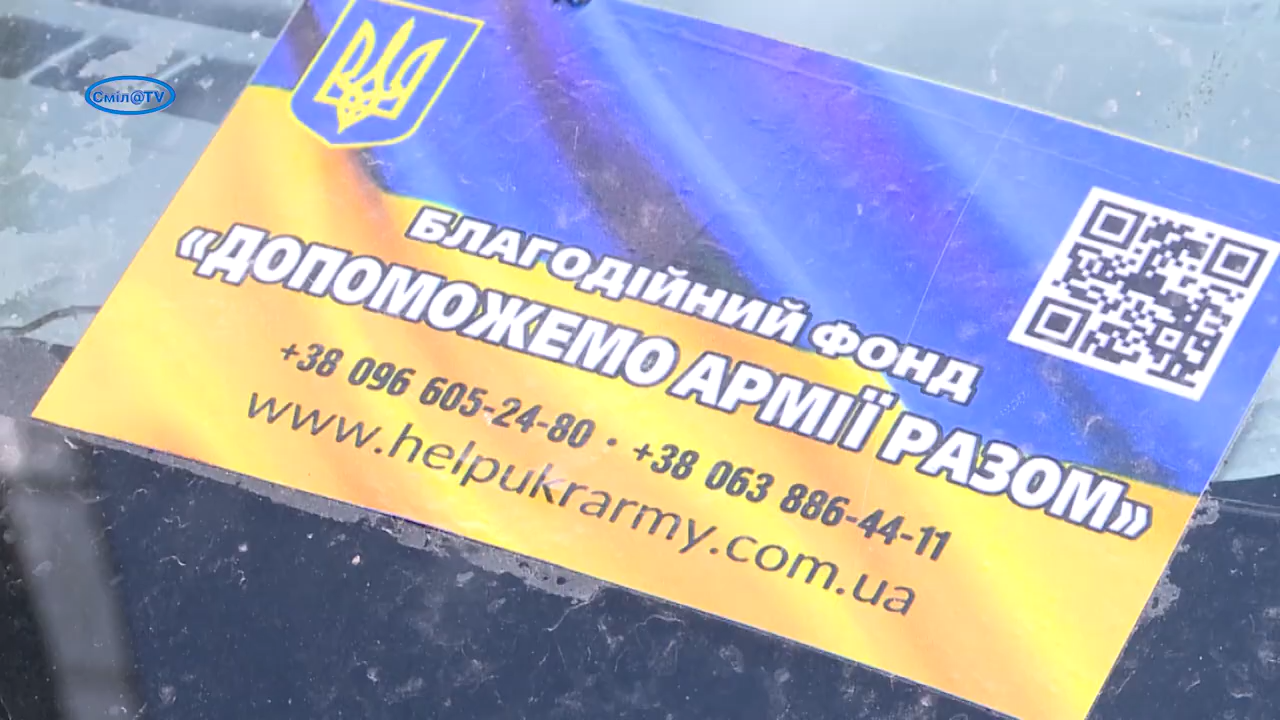 Сміл@TV
БЛАГОДІЙНИЙ ФОНД
«ДОПОМОЖЕМО АРМІЇ РАЗОМ»
+38 096 605-24-80 · +38 063 886-44-11
www.helpukrarmy.com.ua